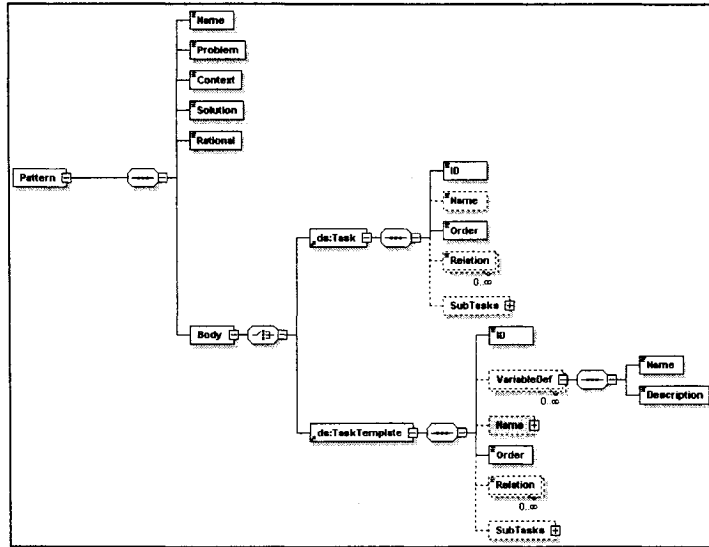 Name
Problem
Context
Solution
Rational
Pattern
ID
Name
ds:Task
Order
Relation
0..∞
SubTasks
Body
ID
Name
VariableDef
0..∞
Description
Name
ds:TaskTemplate
Order
Relation
0..∞
SubTasks